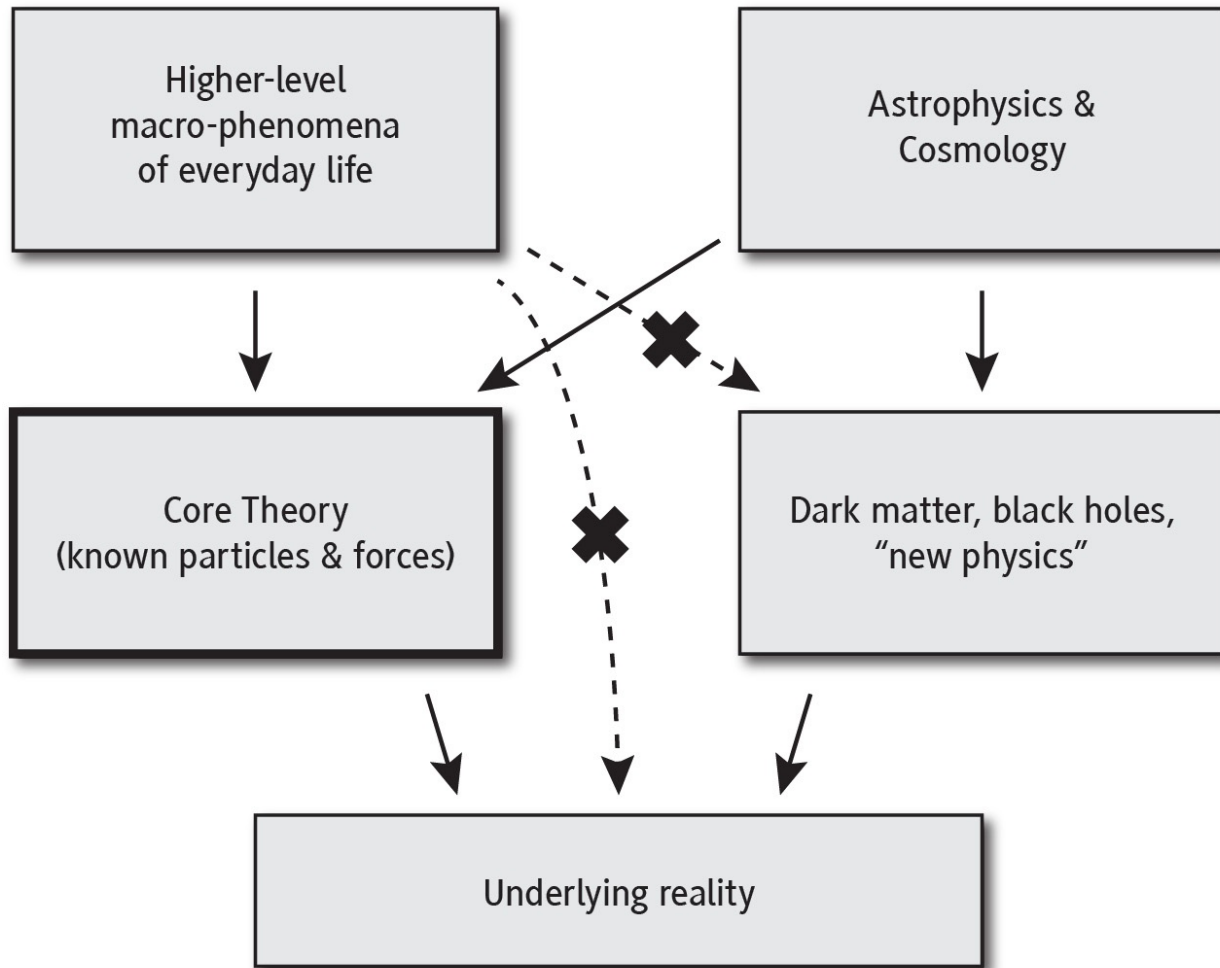 Higher-level
macro-phenomena
of everyday life
Astrophysics &
Cosmology
Core Theory
(known particles & forces)
Dark matter, black holes,
“new physics”
Underlying reality